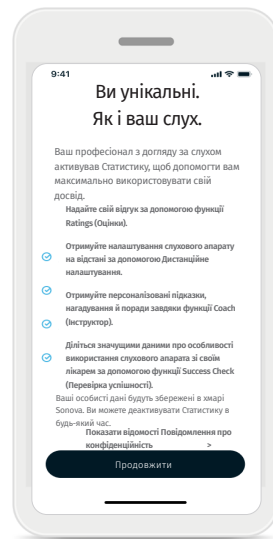 9:41
Ви унікальні.
Як і ваш слух.
Ваш професіонал з догляду за слухом
активував Статистику, щоб допомогти вам
максимально використовувати свій
досвід.
Надайте свій відгук за допомогою функції
Ratings (Оцінки).
Отримуйте налаштування слухового апарату
на відстані за допомогою Дистанційне
налаштування.
Отримуйте персоналізовані підказки,
нагадування й поради завдяки функції Coach
(Інструктор).
Діліться значущими даними про особливості
використання слухового апарата зі своїм
лікарем за допомогою функції Success Check
(Перевірка успішності).
Ваші особисті дані будуть збережені в хмарі
Sonova. Ви можете деактивувати Статистику в
будь-який час.
Показати відомості Повідомлення про
конфіденційність >
Продовжити